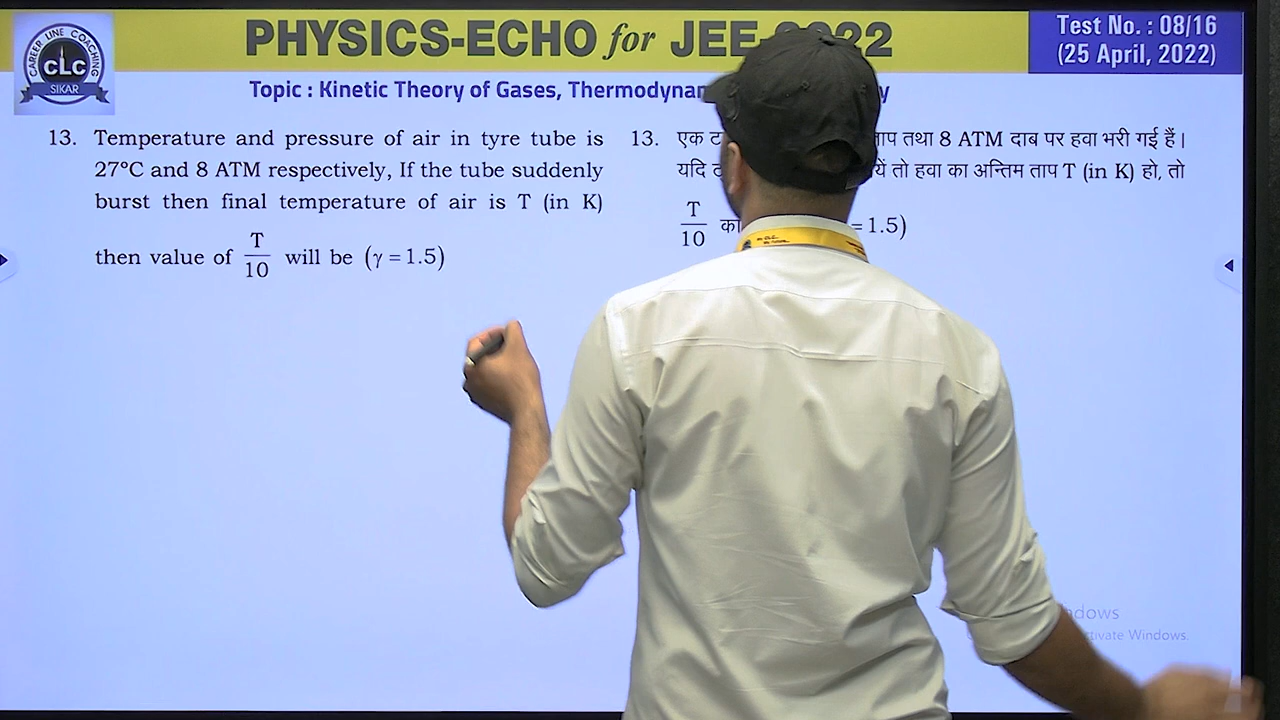 PHYSICS-ECHO for JEE-2022
Test No. : 08/16
(25 April, 2022)
CAREER LINE COACHING
CLC
SIKAR
Topic : Kinetic Theory of Gases,
13. Temperature and pressure of air in tyre tube is
27°C and 8 ATM respectively, If the tube suddenly
burst then final temperature of air is T (in K)
then value of T/10 will be (γ = 1.5)
13. एक तथा 8 ATM दाब पर हवा भरी गई हैं।
यदि तो हवा का अन्तिम ताप T (in K) हो, तो
T/10 = 1.5)